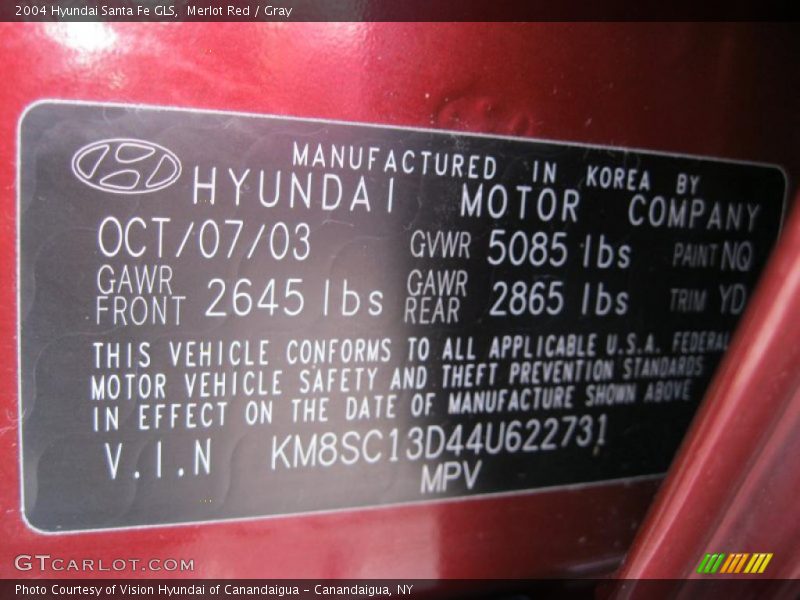 2004 Hyundai Santa Fe GLS,  Merlot Red / Gray
MANUFACTURED IN KOREA BY
HYUNDAI MOTOR COMPANY
OCT/07/03 GVWR 5085 lbs PAINT NQ
GAWR FRONT 2645 lbs GAWR REAR 2865 lbs TRIM YD
THIS VEHICLE CONFORMS TO ALL APPLICABLE U.S.A. FEDERAL
MOTOR VEHICLE SAFETY AND THEFT PREVENTION STANDARDS
IN EFFECT ON THE DATE OF MANUFACTURE SHOWN ABOVE
V.I.N KM8SC13D44U622731
MPV
GTCARLOT.COM
Photo Courtesy of Vision Hyundai of Canandaigua - Canandaigua, NY